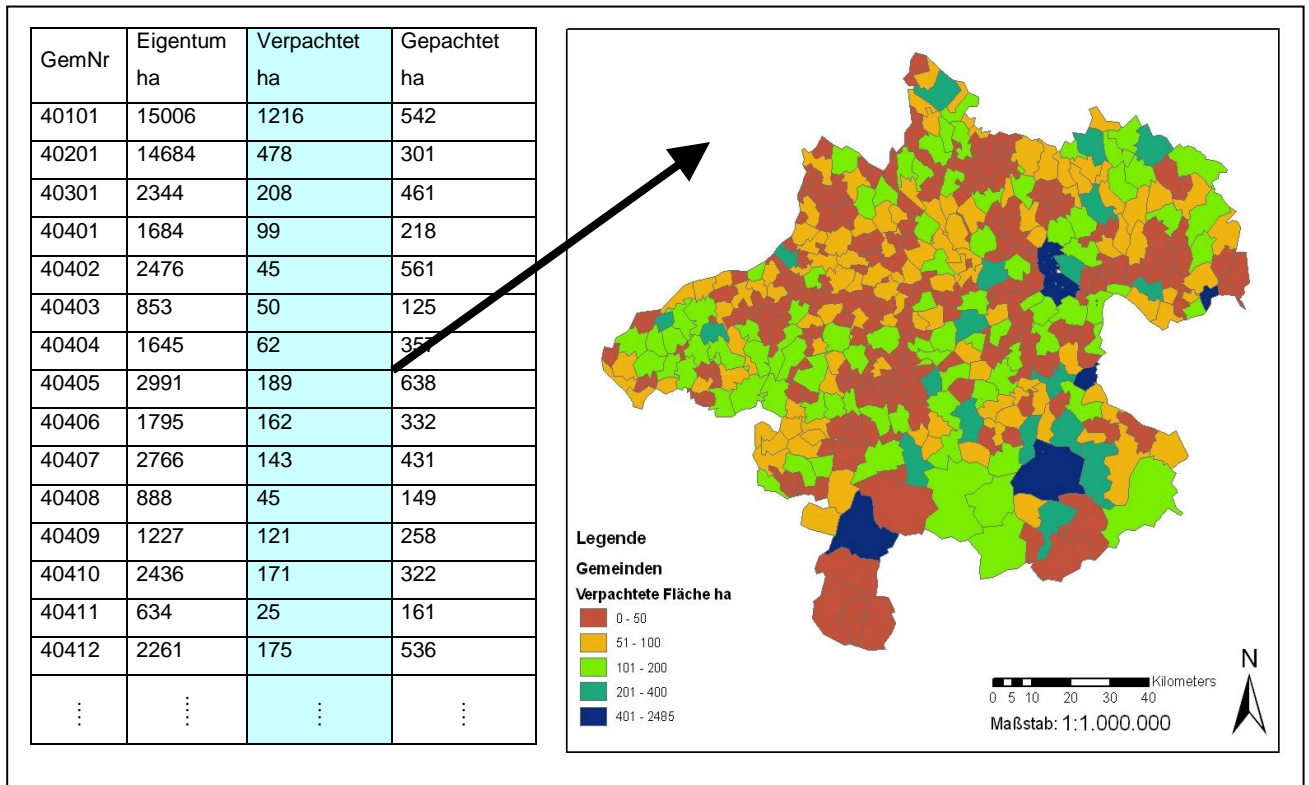 GemNr Eigentum ha Verpachtet ha Gepachtet ha
40101 15006 1216 542
40201 14684 478 301
40301 2344 208 461
40401 1684 99 218
40402 2476 45 561
40403 853 50 125
40404 1645 62 357
40405 2991 189 638
40406 1795 162 332
40407 2766 143 431
40408 888 45 149
40409 1227 121 258
40410 2436 171 322
40411 634 25 161
40412 2261 175 536
⋮ ⋮ ⋮ ⋮
Legende
Gemeinden
Verpachtete Fläche ha
0 - 50
51 - 100
101 - 200
201 - 400
401 - 2485
N
Kilometers
0 5 10 20 30 40
Maßstab: 1:1.000.000